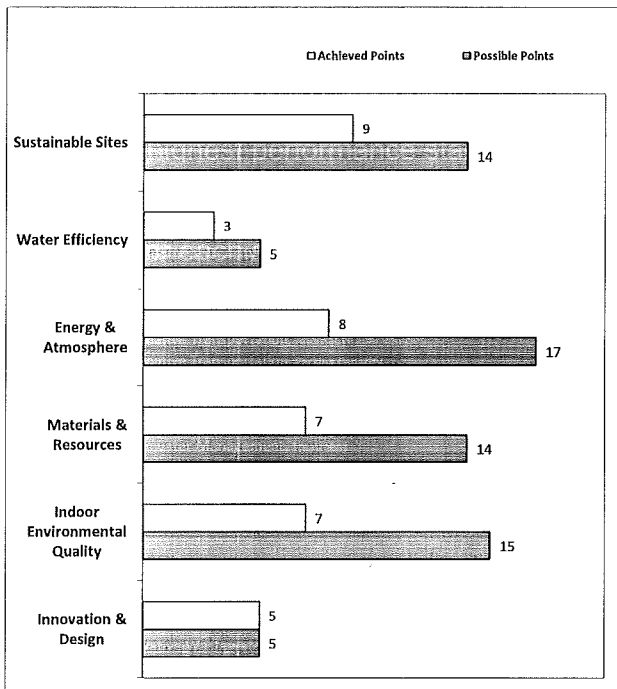 Achieved Points Possible Points
Sustainable Sites
9
14
Water Efficiency
3
5
Energy &
Atmosphere
8
17
Materials &
Resources
7
14
Indoor
Environmental
Quality
7
15
Innovation &
Design
5
5